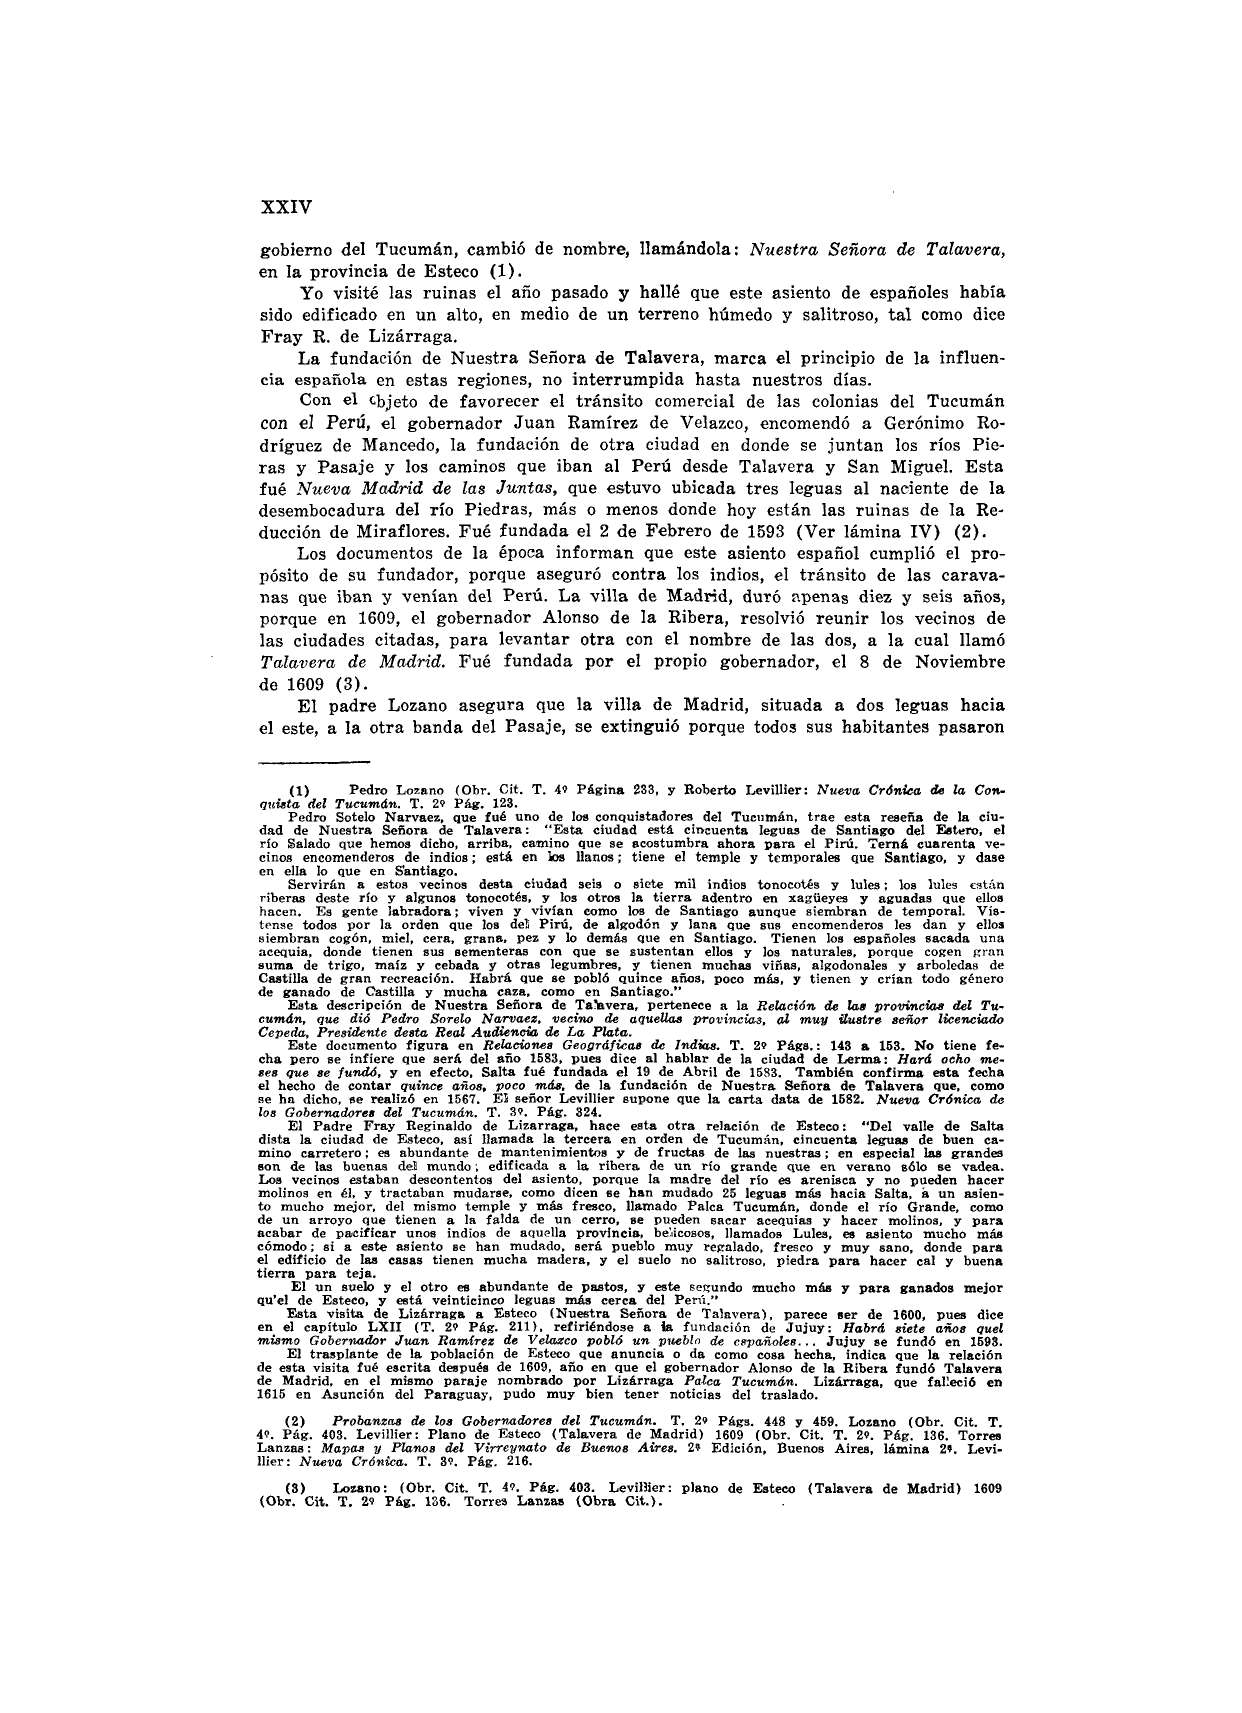 XXIV
gobierno del Tucumán, cambió de nombre, llamándola: Nuestra Señora de Talavera,
en la provincia de Esteco (1).
Yo visité las ruinas el año pasado y hallé que este asiento de españoles había
sido edificado en un alto, en medio de un terreno húmedo y salitroso, tal como dice
Fray R. de Lizárraga.
La fundación de Nuestra Señora de Talavera, marca el principio de la influen-
cia española en estas regiones, no interrumpida hasta nuestros días.
Con el objeto de favorecer el tránsito comercial de las colonias del Tucumán
con el Perú, el gobernador Juan Ramírez de Velazco, encomendó a Gerónimo Ro-
dríguez de Mancedo, la fundación de otra ciudad en donde se juntan los ríos Pie-
ras y Pasaje y los caminos que iban al Perú desde Talavera y San Miguel. Esta
fué Nueva Madrid de las Juntas, que estuvo ubicada tres leguas al naciente de la
desembocadura del río Piedras, más o menos donde hoy están las ruinas de la Re-
ducción de Miraflores. Fué fundada el 2 de Febrero de 1593 (Ver lámina IV) (2).
Los documentos de la época informan que este asiento español cumplió el pro-
pósito de su fundador, porque aseguró contra los indios, el tránsito de las carava-
nas que iban y venían del Perú. La villa de Madrid, duró apenas diez y seis años,
porque en 1609, el gobernador Alonso de la Ribera, resolvió reunir los vecinos de
las ciudades citadas, para levantar otra con el nombre de las dos, a la cual llamó
Talavera de Madrid. Fué fundada por el propio gobernador, el 8 de Noviembre
de 1609 (3).
El padre Lozano asegura que la villa de Madrid, situada a dos leguas hacia
el este, a la otra banda del Pasaje, se extinguió porque todos sus habitantes pasaron
(1) Pedro Lozano (Obr. Cit. T. 4º Página 233, y Roberto Levillier: Nueva Crónica de la Con-
quista del Tucumán. T. 2º Pág. 123.
Pedro Sotelo Narvaez, que fué uno de los conquistadores del Tucumán, trae esta reseña de la ciu-
dad de Nuestra Señora de Talavera: "Esta ciudad está cincuenta leguas de Santiago del Estero, el
río Salado que hemos dicho, arriba, camino que se acostumbra ahora para el Pirú. Terná cuarenta ve-
cinos encomenderos de indios; está en los llanos; tiene el temple y temporales que Santiago, y dase
en ella lo que en Santiago.
Servirán a estos vecinos desta ciudad seis o siete mil indios tonocotés y lules; los lules están
riberas deste río y algunos tonocotés, y los otros la tierra adentro en xagüeyes y aguadas que ellos
hacen. Es gente labradora; viven y vivían como los de Santiago aunque siembran de temporal. Vis-
tense todos por la orden que los del Pirú, de algodón y lana que sus encomenderos les dan y ellos
siembran cogón, miel, cera, grana, pez y lo demás que en Santiago. Tienen los españoles sacada una
acequia, donde tienen sus sementeras con que se sustentan ellos y los naturales, porque cogen gran
suma de trigo, maíz y cebada y otras legumbres, y tienen muchas viñas, algodonales y arboledas de
Castilla de gran recreación. Habrá que se pobló quince años, poco más, y tienen y crían todo género
de ganado de Castilla y mucha caza, como en Santiago."
Esta descripción de Nuestra Señora de Talavera, pertenece a la Relación de las provincias del Tu-
cumán, que dió Pedro Sorelo Narvaez, vecino de aquellas provincias, al muy ilustre señor licenciado
Cepeda, Presidente desta Real Audiencia de La Plata.
Este documento figura en Relaciones Geográficas de Indias. T. 2º Págs.: 143 a 153. No tiene fe-
cha pero se infiere que será del año 1583, pues dice al hablar de la ciudad de Lerma: Hará ocho me-
ses que se fundó, y en efecto, Salta fué fundada el 19 de Abril de 1583. También confirma esta fecha
el hecho de contar quince años, poco más, de la fundación de Nuestra Señora de Talavera que, como
se ha dicho, se realizó en 1567. El señor Levillier supone que la carta data de 1582. Nueva Crónica de
los Gobernadores del Tucumán. T. 3º. Pág. 324.
El Padre Fray Reginaldo de Lizarraga, hace esta otra relación de Esteco: "Del valle de Salta
dista la ciudad de Esteco, así llamada la tercera en orden de Tucumán, cincuenta leguas de buen ca-
mino carretero; es abundante de mantenimientos y de fructas de las nuestras; en especial las grandes
son de las buenas del mundo; edificada a la ribera de un río grande que en verano sólo se vadea.
Los vecinos estaban descontentos del asiento, porque la madre del río es arenisca y no pueden hacer
molinos en él, y tractaban mudarse, como dicen se han mudado 25 leguas más hacia Salta, a un asien-
to mucho mejor, del mismo temple y más fresco, llamado Palca Tucumán, donde el río Grande, como
de un arroyo que tienen a la falda de un cerro, se pueden sacar acequias y hacer molinos, y para
acabar de pacificar unos indios de aquella provincia, belicosos, llamados Lules, es asiento mucho más
cómodo; si a este asiento se han mudado, será pueblo muy regalado, fresco y muy sano, donde para
el edificio de las casas tienen mucha madera, y el suelo no salitroso, piedra para hacer cal y buena
tierra para teja.
El un suelo y el otro es abundante de pastos, y este segundo mucho más y para ganados mejor
qu'el de Esteco, y está veinticinco leguas más cerca del Perú."
Esta visita de Lizárraga a Esteco (Nuestra Señora de Talavera), parece ser de 1600, pues dice
en el capítulo LXII (T. 2º Pág. 211), refiriéndose a la fundación de Jujuy: Habrá siete años quel
mismo Gobernador Juan Ramírez de Velazco pobló un pueblo de españoles... Jujuy se fundó en 1593.
El trasplante de la población de Esteco que anuncia o da como cosa hecha, indica que la relación
de esta visita fué escrita después de 1609, año en que el gobernador Alonso de la Ribera fundó Talavera
de Madrid, en el mismo paraje nombrado por Lizárraga Palca Tucumán. Lizárraga, que falleció en
1615 en Asunción del Paraguay, pudo muy bien tener noticias del traslado.
(2) Probanzas de los Gobernadores del Tucumán. T. 2º Págs. 448 y 459. Lozano (Obr. Cit. T.
4º. Pág. 403. Levillier: Plano de Esteco (Talavera de Madrid) 1609 (Obr. Cit. T. 2º. Pág. 136. Torres
Lanzas: Mapas y Planos del Virreynato de Buenos Aires. 2ª Edición, Buenos Aires, lámina 2ª. Levi-
llier: Nueva Crónica. T. 3º. Pág. 216.
(3) Lozano: (Obr. Cit. T. 4º. Pág. 403. Levillier: plano de Esteco (Talavera de Madrid) 1609
(Obr. Cit. T. 2º Pág. 136. Torres Lanzas (Obra Cit.).